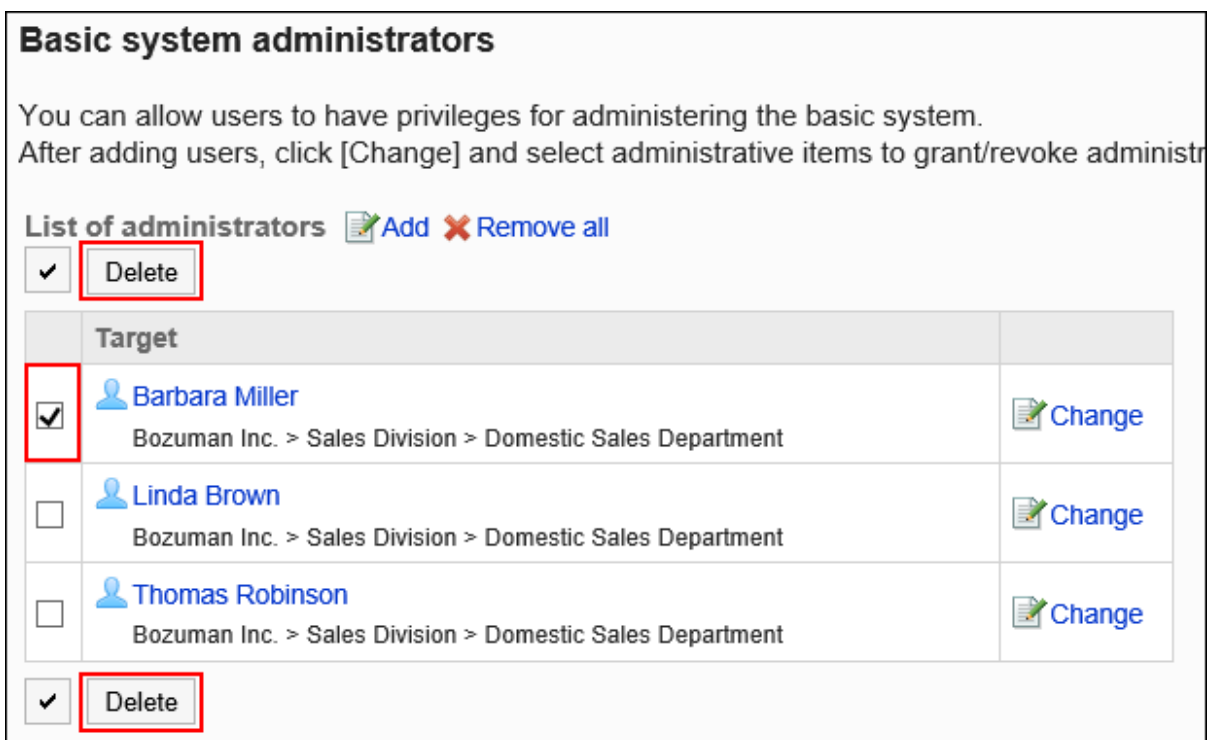 Basic system administrators
You can allow users to have privileges for administering the basic system.
After adding users, click [Change] and select administrative items to grant/revoke administr
List of administrators Add Remove all
Delete
Target
Barbara Miller
Bozuman Inc. > Sales Division > Domestic Sales Department
Change
Linda Brown
Bozuman Inc. > Sales Division > Domestic Sales Department
Change
Thomas Robinson
Bozuman Inc. > Sales Division > Domestic Sales Department
Change
Delete